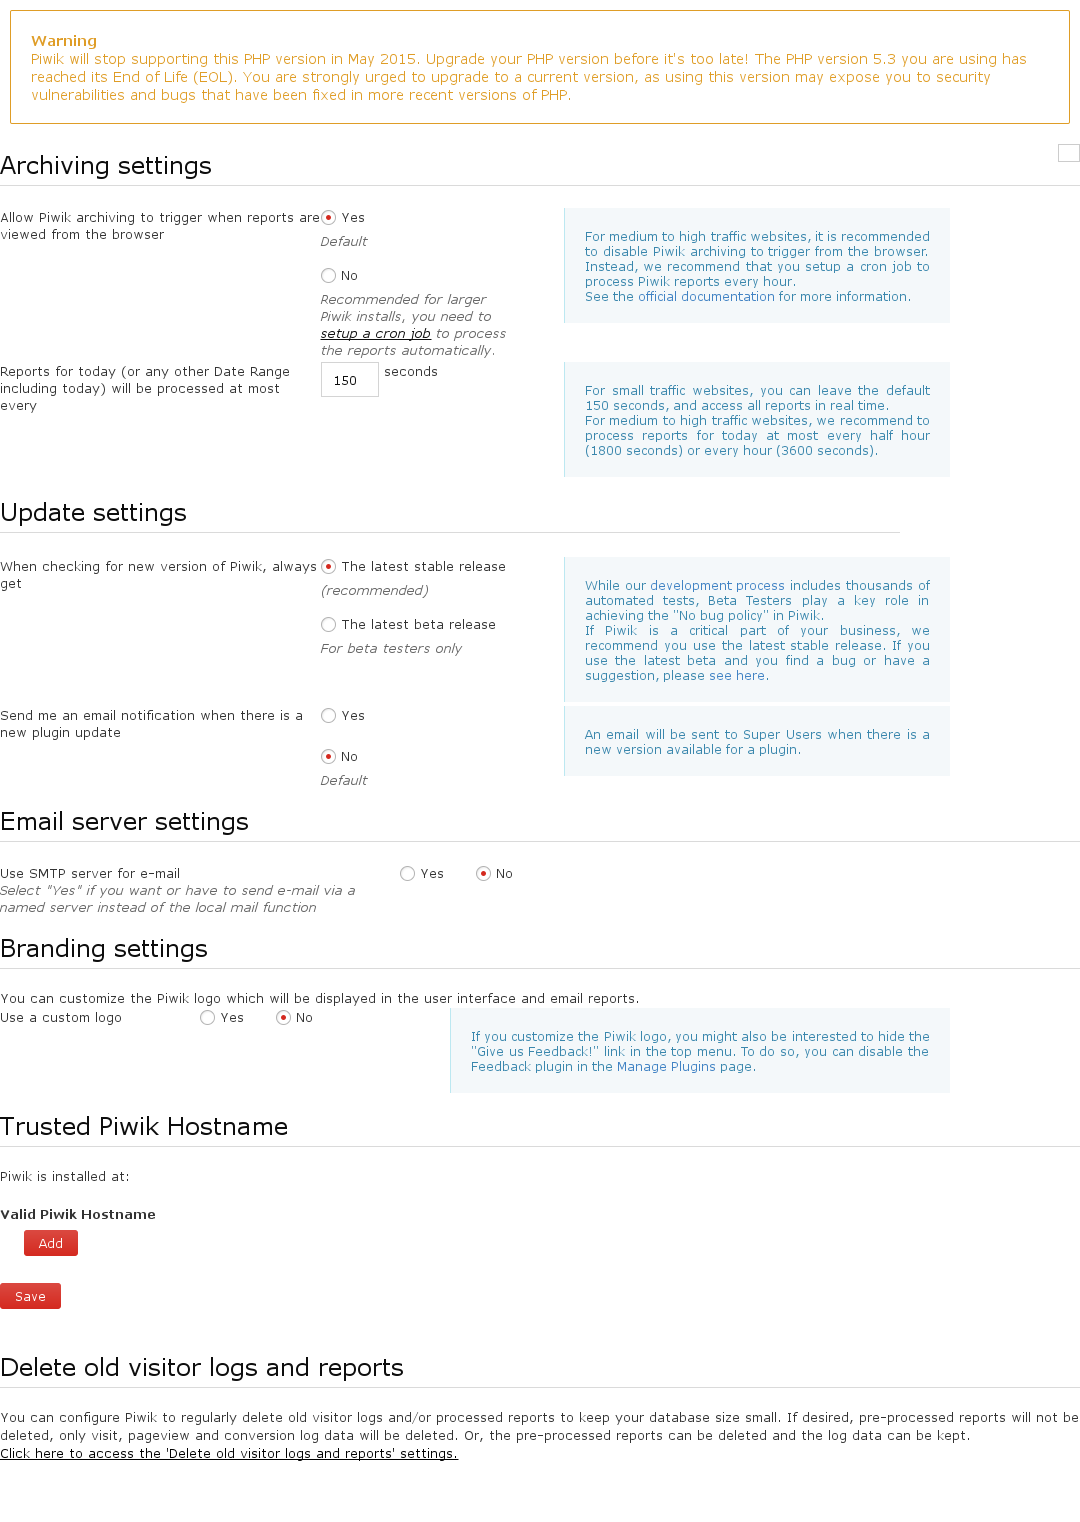 Warning
Piwik will stop supporting this PHP version in May 2015. Upgrade your PHP version before it's too late! The PHP version 5.3 you are using has
reached its End of Life (EOL). You are strongly urged to upgrade to a current version, as using this version may expose you to security
vulnerabilities and bugs that have been fixed in more recent versions of PHP.
Archiving settings
Allow Piwik archiving to trigger when reports are
viewed from the browser
Yes
Default
No
Recommended for larger
Piwik installs, you need to
setup a cron job to process
the reports automatically.
For medium to high traffic websites, it is recommended
to disable Piwik archiving to trigger from the browser.
Instead, we recommend that you setup a cron job to
process Piwik reports every hour.
See the official documentation for more information.
Reports for today (or any other Date Range
including today) will be processed at most
every
150 seconds
For small traffic websites, you can leave the default
150 seconds, and access all reports in real time.
For medium to high traffic websites, we recommend to
process reports for today at most every half hour
(1800 seconds) or every hour (3600 seconds).
Update settings
When checking for new version of Piwik, always
get
The latest stable release
(recommended)
The latest beta release
For beta testers only
While our development process includes thousands of
automated tests, Beta Testers play a key role in
achieving the "No bug policy" in Piwik.
If Piwik is a critical part of your business, we
recommend you use the latest stable release. If you
use the latest beta and you find a bug or have a
suggestion, please see here.
Send me an email notification when there is a
new plugin update
Yes
No
Default
An email will be sent to Super Users when there is a
new version available for a plugin.
Email server settings
Use SMTP server for e-mail
Select "Yes" if you want or have to send e-mail via a
named server instead of the local mail function
Yes No
Branding settings
You can customize the Piwik logo which will be displayed in the user interface and email reports.
Use a custom logo Yes No
If you customize the Piwik logo, you might also be interested to hide the
"Give us Feedback!" link in the top menu. To do so, you can disable the
Feedback plugin in the Manage Plugins page.
Trusted Piwik Hostname
Piwik is installed at:
Valid Piwik Hostname
Add
Save
Delete old visitor logs and reports
You can configure Piwik to regularly delete old visitor logs and/or processed reports to keep your database size small. If desired, pre-processed reports will not be
deleted, only visit, pageview and conversion log data will be deleted. Or, the pre-processed reports can be deleted and the log data can be kept.
Click here to access the 'Delete old visitor logs and reports' settings.